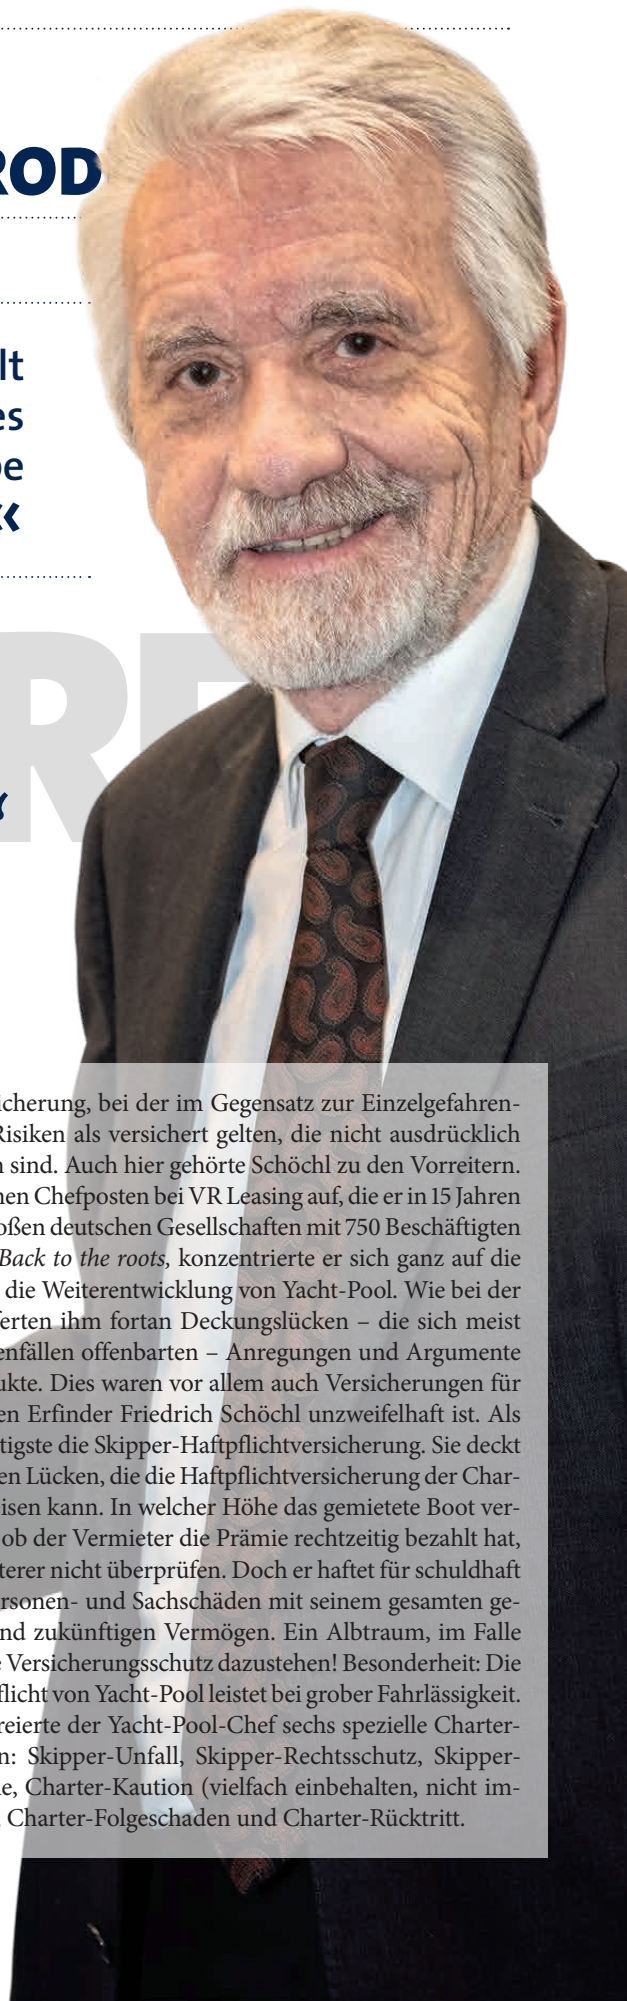 ROD
lt
es
be
«
RE
«
icherung, bei der im Gegensatz zur Einzelgefahren-
Risiken als versichert gelten, die nicht ausdrücklich
n sind. Auch hier gehörte Schöchl zu den Vorreitern.
nen Chefposten bei VR Leasing auf, die er in 15 Jahren
oßen deutschen Gesellschaften mit 750 Beschäftigten
Back to the roots, konzentrierte er sich ganz auf die
die Weiterentwicklung von Yacht-Pool. Wie bei der
ferten ihm fortan Deckungslücken – die sich meist
enfällen offenbarten – Anregungen und Argumente
ukte. Dies waren vor allem auch Versicherungen für
en Erfinder Friedrich Schöchl unzweifelhaft ist. Als
tigste die Skipper-Haftpflichtversicherung. Sie deckt
en Lücken, die die Haftpflichtversicherung der Char-
eisen kann. In welcher Höhe das gemietete Boot ver-
ob der Vermieter die Prämie rechtzeitig bezahlt hat,
terer nicht überprüfen. Doch er haftet für schuldhaft
ersonen- und Sachschäden mit seinem gesamten ge-
nd zukünftigen Vermögen. Ein Albtraum, im Falle
e Versicherungsschutz dazustehen! Besonderheit: Die
flicht von Yacht-Pool leistet bei grober Fahrlässigkeit.
reierte der Yacht-Pool-Chef sechs spezielle Charter-
n: Skipper-Unfall, Skipper-Rechtsschutz, Skipper-
e, Charter-Kaution (vielfach einbehalten, nicht im-
Charter-Folgeschaden und Charter-Rücktritt.